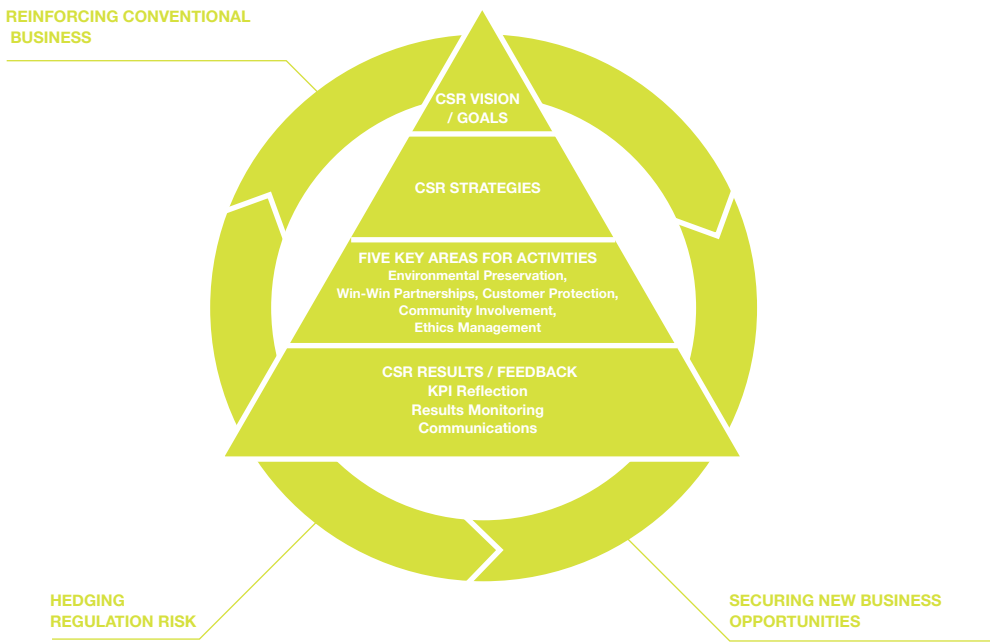 REINFORCING CONVENTIONAL
BUSINESS
CSR VISION
/ GOALS
CSR STRATEGIES
FIVE KEY AREAS FOR ACTIVITIES
Environmental Preservation,
Win-Win Partnerships, Customer Protection,
Community Involvement,
Ethics Management
CSR RESULTS / FEEDBACK
KPI Reflection
Results Monitoring
Communications
HEDGING
REGULATION RISK
SECURING NEW BUSINESS
OPPORTUNITIES